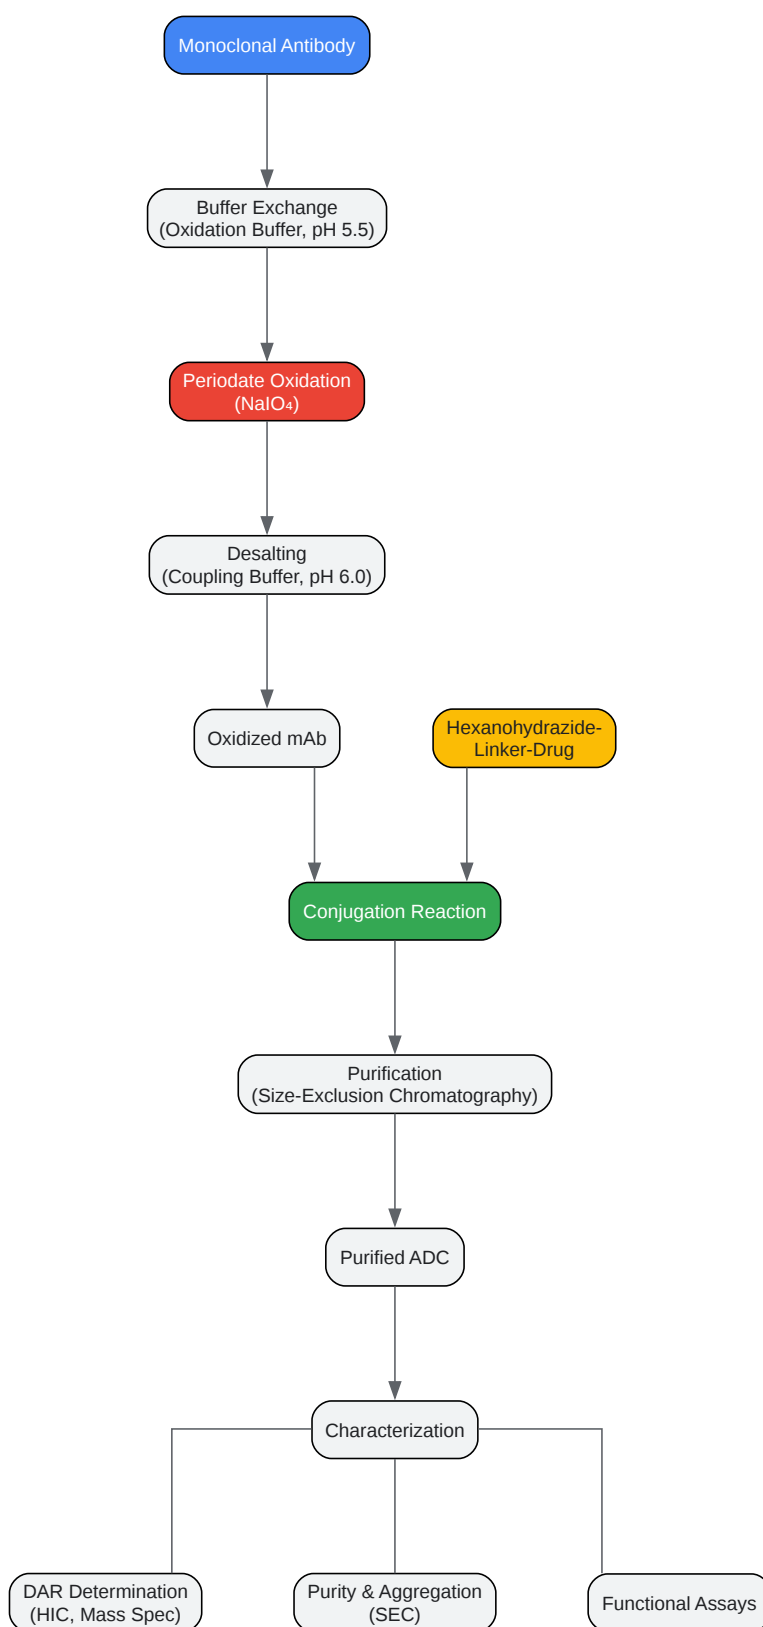 Monoclonal Antibody
Buffer Exchange
(Oxidation Buffer, pH 5.5)
Periodate Oxidation
(NaIO₄)
Desalting
(Coupling Buffer, pH 6.0)
Oxidized mAb
Hexanohydrazide-
Linker-Drug
Conjugation Reaction
Purification
(Size-Exclusion Chromatography)
Purified ADC
Characterization
DAR Determination
(HIC, Mass Spec)
Purity & Aggregation
(SEC)
Functional Assays